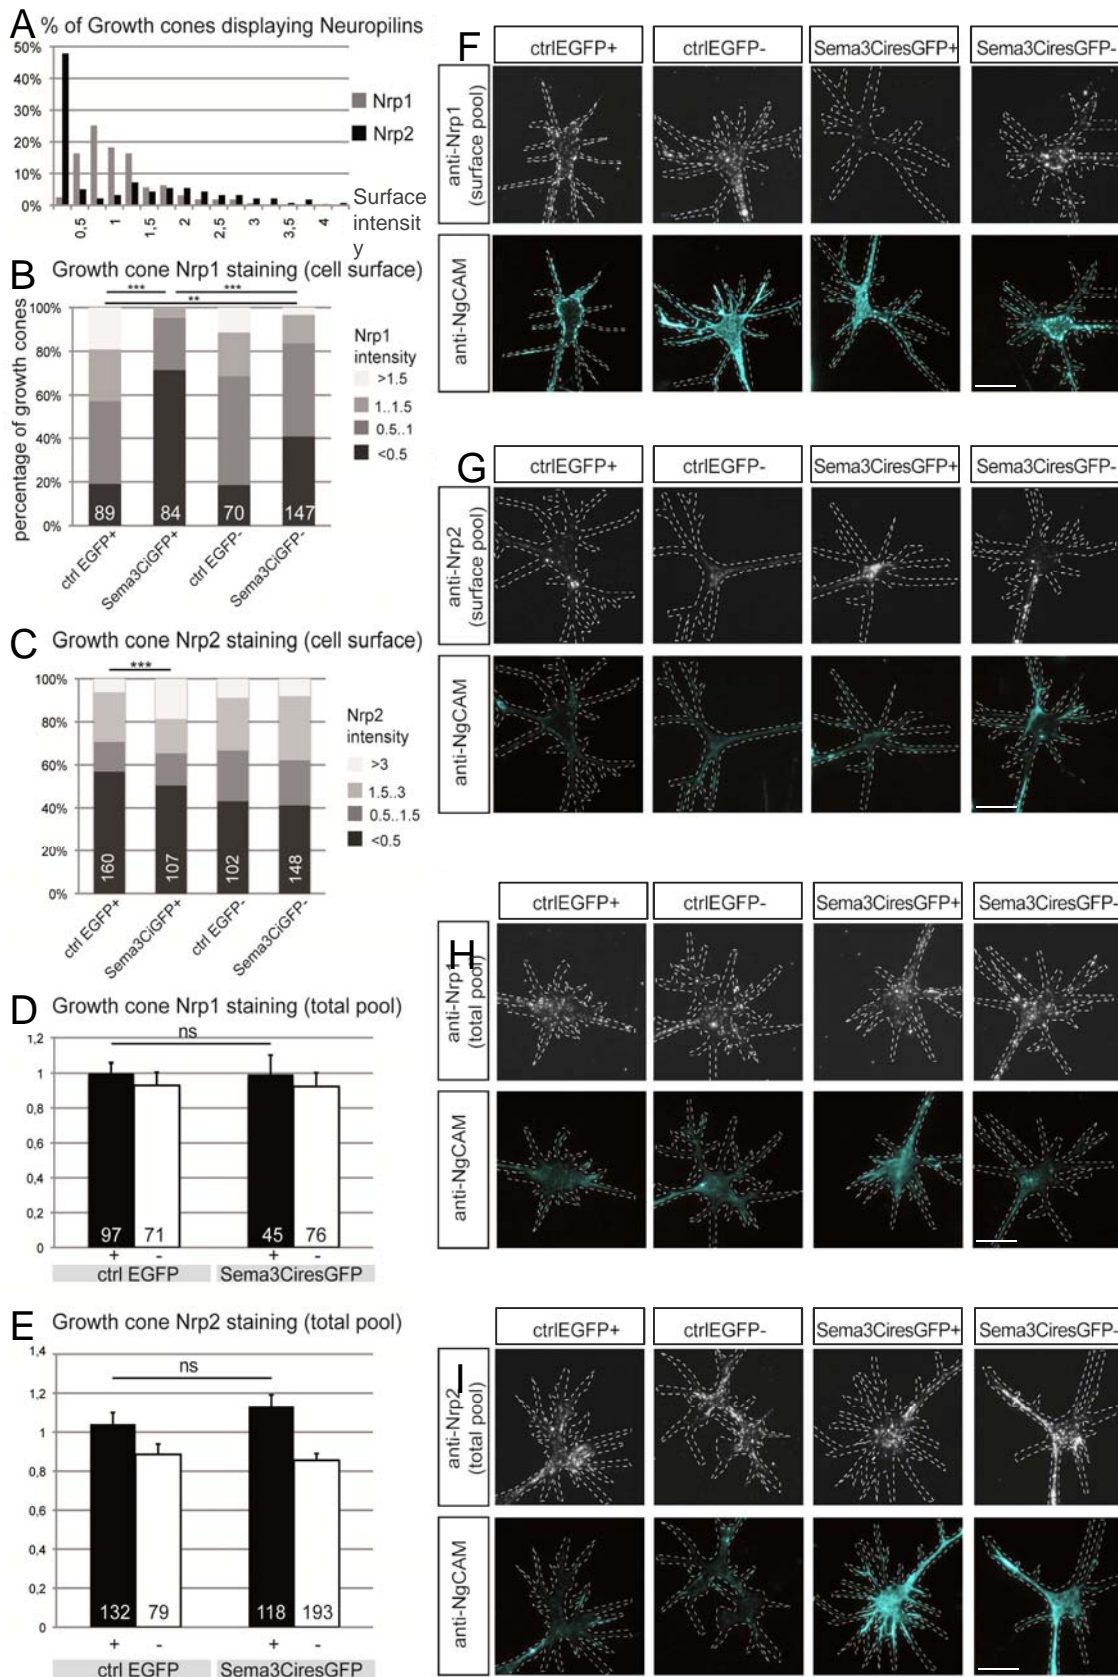 A % of Growth cones displaying Neuropilins
50%
40%
30%
20%
10%
0%
Nrp1
Nrp2
0,5
1
1,5
2
2,5
3
3,5
4
Surface
intensit
y
B Growth cone Nrp1 staining (cell surface)
*** ***
**
100%
80%
60%
40%
20%
0%
percentage of growth cones
89 84 70 147
ctrl EGFP+
Sema3CiGFP+
ctrl EGFP-
Sema3CiGFP-
Nrp1
intensity
>1.5
1..1.5
0.5..1
<0.5
C Growth cone Nrp2 staining (cell surface)
***
100%
80%
60%
40%
20%
0%
160 107 102 148
ctrl EGFP+
Sema3CiGFP+
ctrl EGFP-
Sema3CiGFP-
Nrp2
intensity
>3
1.5..3
0.5..1.5
<0.5
D Growth cone Nrp1 staining (total pool)
1,2
1
0,8
0,6
0,4
0,2
0
ns
97 71 45 76
+ - + -
ctrl EGFP Sema3CiresGFP
E Growth cone Nrp2 staining (total pool)
1,4
1,2
1
0,8
0,6
0,4
0,2
0
ns
132 79 118 193
+ - + -
ctrl EGFP Sema3CiresGFP
F ctrlEGFP+ ctrlEGFP- Sema3CiresGFP+ Sema3CiresGFP-
anti-Nrp1
(surface pool)
anti-NgCAM
G ctrlEGFP+ ctrlEGFP- Sema3CiresGFP+ Sema3CiresGFP-
anti-Nrp2
(surface pool)
anti-NgCAM
ctrlEGFP+ ctrlEGFP- Sema3CiresGFP+ Sema3CiresGFP-
H
anti-Nrp1
(total pool)
anti-NgCAM
ctrlEGFP+ ctrlEGFP- Sema3CiresGFP+ Sema3CiresGFP-
I
anti-Nrp2
(total pool)
anti-NgCAM